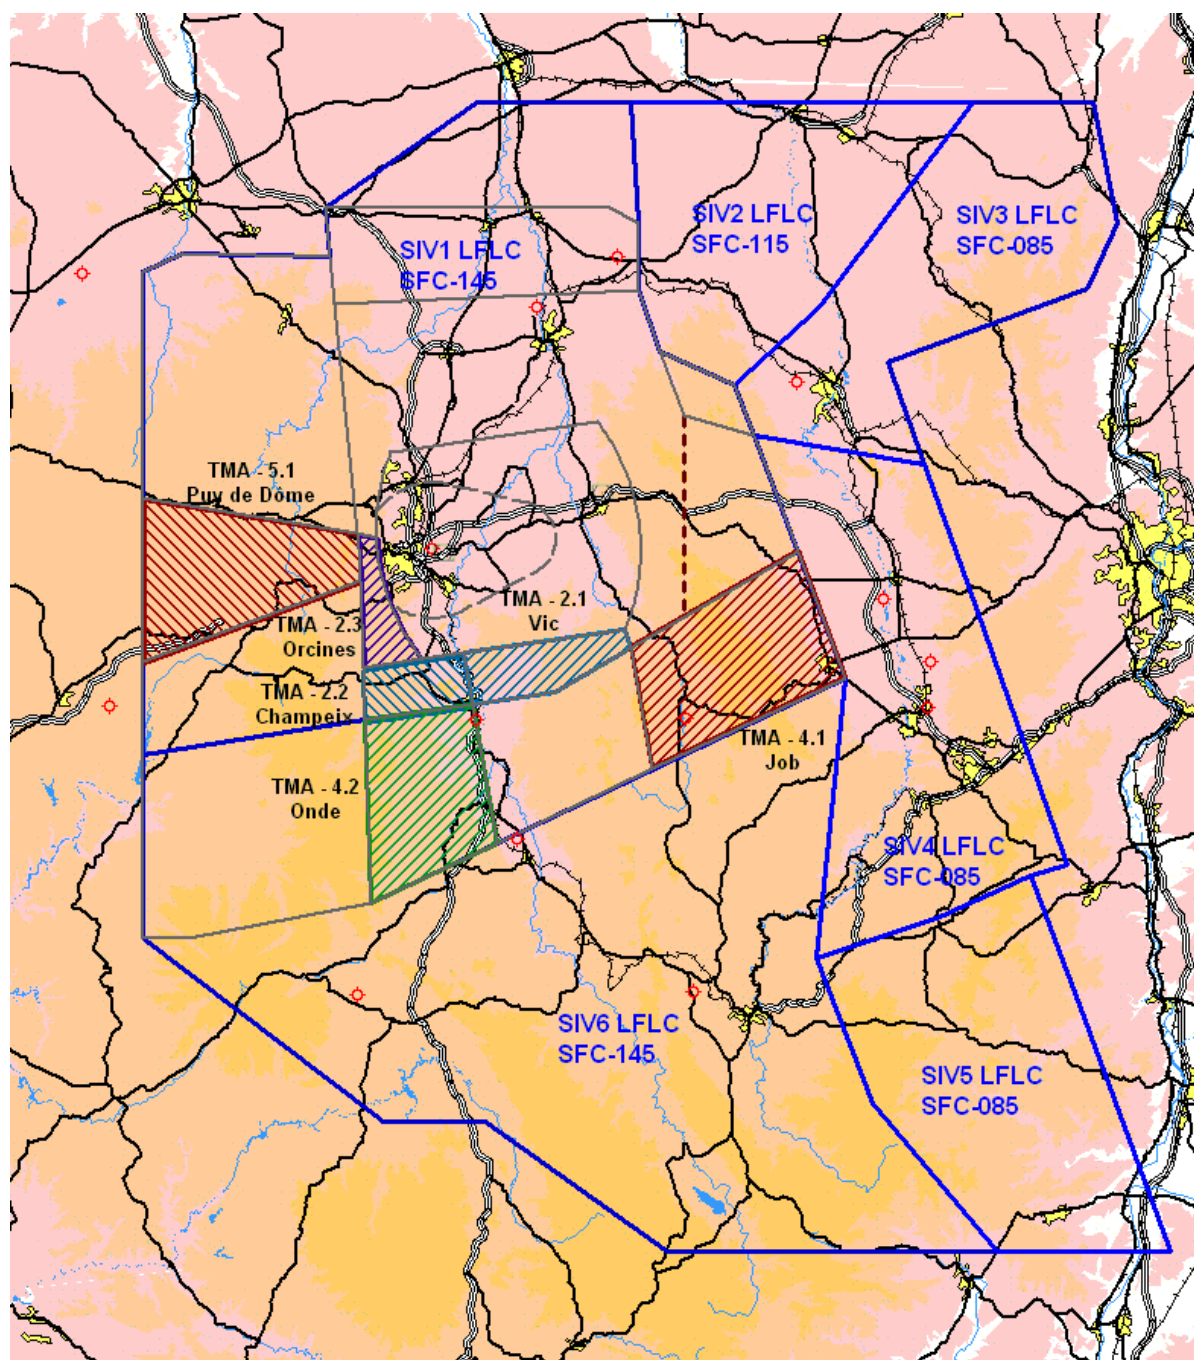 SIV2 LFLC
SFC-115
SIV3 LFLC
SFC-085
SIV1 LFLC
SFC-145
TMA - 5.1
Puy de Dôme
TMA - 2.1
Vic
TMA - 2.3
Orcines
TMA - 2.2
Champeix
TMA - 4.1
Job
TMA - 4.2
Onde
SIV4 LFLC
SFC-085
SIV6 LFLC
SFC-145
SIV5 LFLC
SFC-085